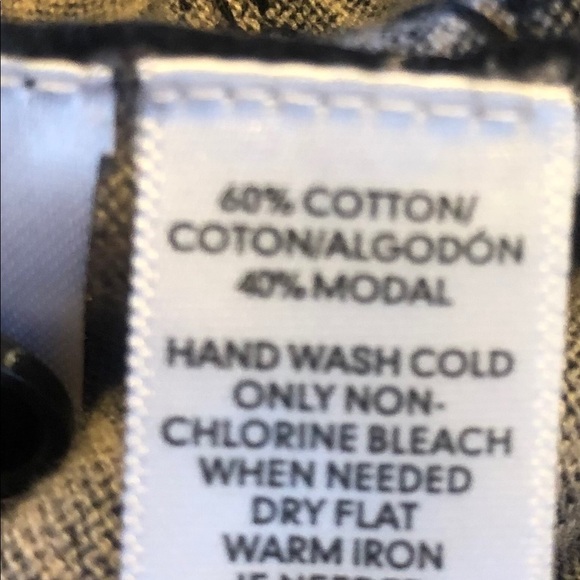 60% COTTON/
COTON/ALGODÓN
40% MODAL
HAND WASH COLD
ONLY NON-
CHLORINE BLEACH
WHEN NEEDED
DRY FLAT
WARM IRON